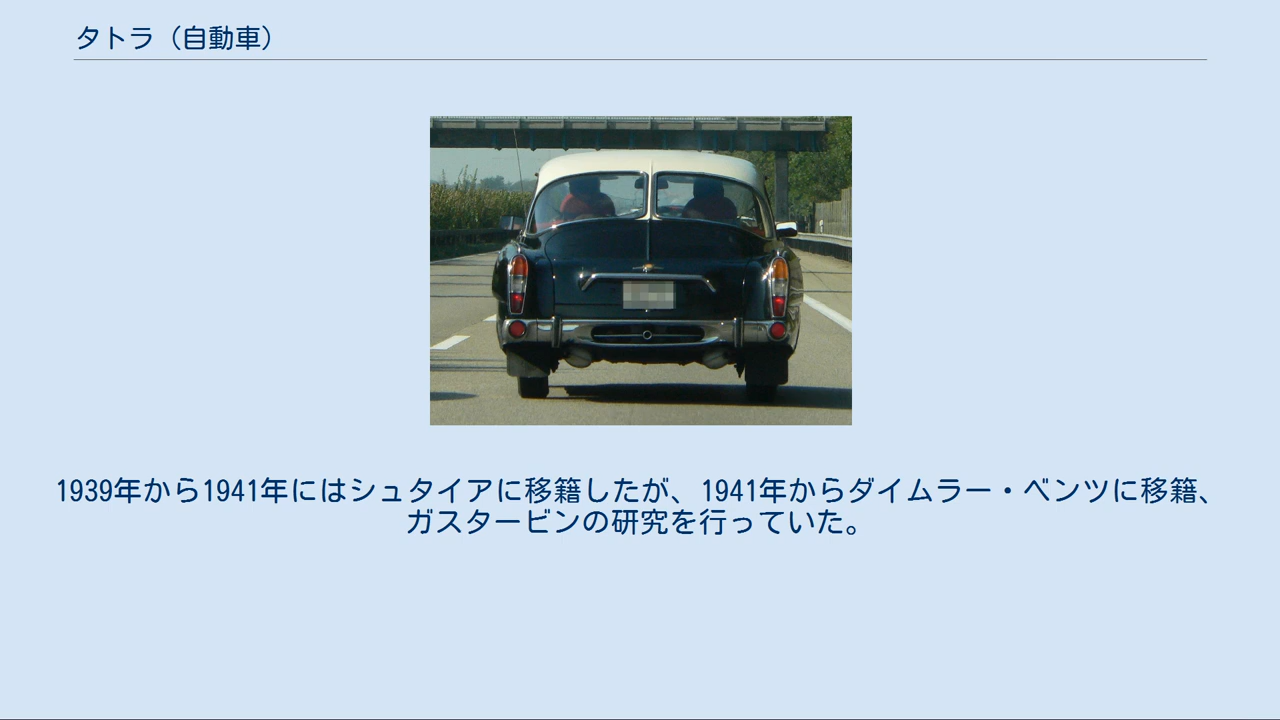 タトラ（自動車）
1939年から1941年にはシュタイアに移籍したが、1941年からダイムラー・ベンツに移籍、
ガスタービンの研究を行っていた。